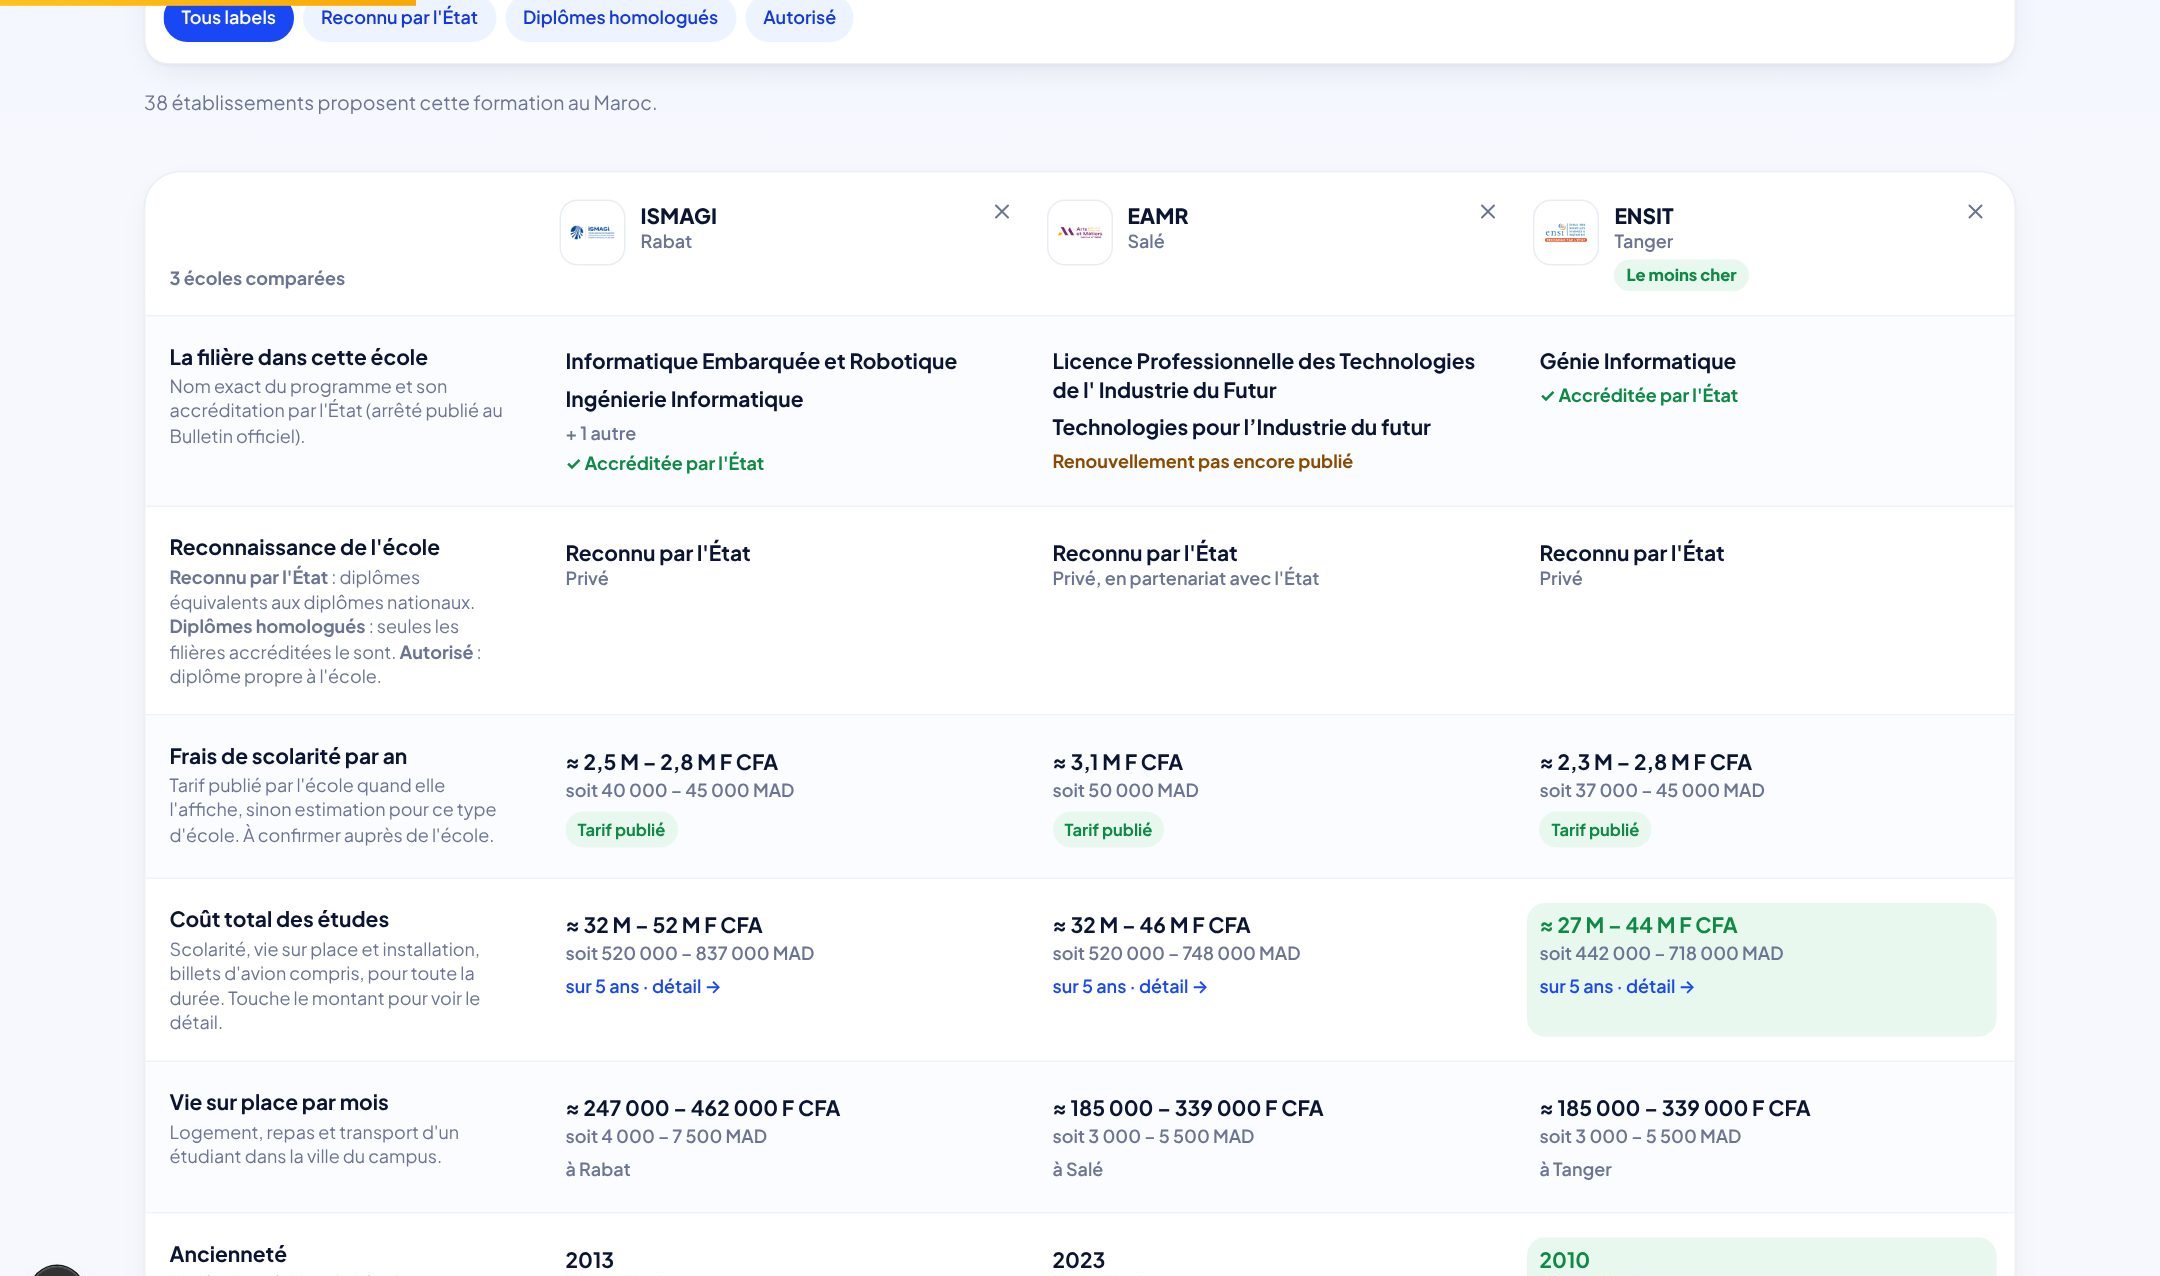 Tous labels
Reconnu par l'État
Diplômes homologués
Autorisé
38 établissements proposent cette formation au Maroc.
3 écoles comparées
ISMAGI
Rabat
EAMR
Salé
ENSIT
Tanger
Le moins cher
La filière dans cette école
Nom exact du programme et son
accréditation par l'État (arrêté publié au
Bulletin officiel).
Informatique Embarquée et Robotique
Ingénierie Informatique
+ 1 autre
✓ Accréditée par l'État
Licence Professionnelle des Technologies
de l' Industrie du Futur
Technologies pour l’Industrie du futur
Renouvellement pas encore publié
Génie Informatique
✓ Accréditée par l'État
Reconnaissance de l'école
Reconnu par l'État : diplômes
équivalents aux diplômes nationaux.
Diplômes homologués : seules les
filières accréditées le sont. Autorisé :
diplôme propre à l'école.
Reconnu par l'État
Privé
Reconnu par l'État
Privé, en partenariat avec l'État
Reconnu par l'État
Privé
Frais de scolarité par an
Tarif publié par l'école quand elle
l'affiche, sinon estimation pour ce type
d'école. À confirmer auprès de l'école.
≈ 2,5 M – 2,8 M F CFA
soit 40 000 – 45 000 MAD
Tarif publié
≈ 3,1 M F CFA
soit 50 000 MAD
Tarif publié
≈ 2,3 M – 2,8 M F CFA
soit 37 000 – 45 000 MAD
Tarif publié
Coût total des études
Scolarité, vie sur place et installation,
billets d'avion compris, pour toute la
durée. Touche le montant pour voir le
détail.
≈ 32 M – 52 M F CFA
soit 520 000 – 837 000 MAD
sur 5 ans · détail →
≈ 32 M – 46 M F CFA
soit 520 000 – 748 000 MAD
sur 5 ans · détail →
≈ 27 M – 44 M F CFA
soit 442 000 – 718 000 MAD
sur 5 ans · détail →
Vie sur place par mois
Logement, repas et transport d'un
étudiant dans la ville du campus.
≈ 247 000 – 462 000 F CFA
soit 4 000 – 7 500 MAD
à Rabat
≈ 185 000 – 339 000 F CFA
soit 3 000 – 5 500 MAD
à Salé
≈ 185 000 – 339 000 F CFA
soit 3 000 – 5 500 MAD
à Tanger
Ancienneté
2013
2023
2010